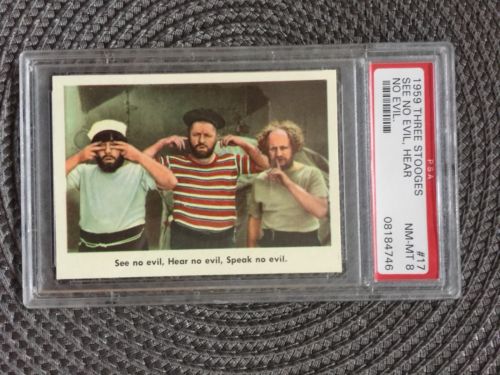 See no evil, Hear no evil, Speak no evil.
1959 THREE STOOGES #17
SEE NO EVIL, HEAR NM-MT 8
NO EVIL. 08184746
PSA